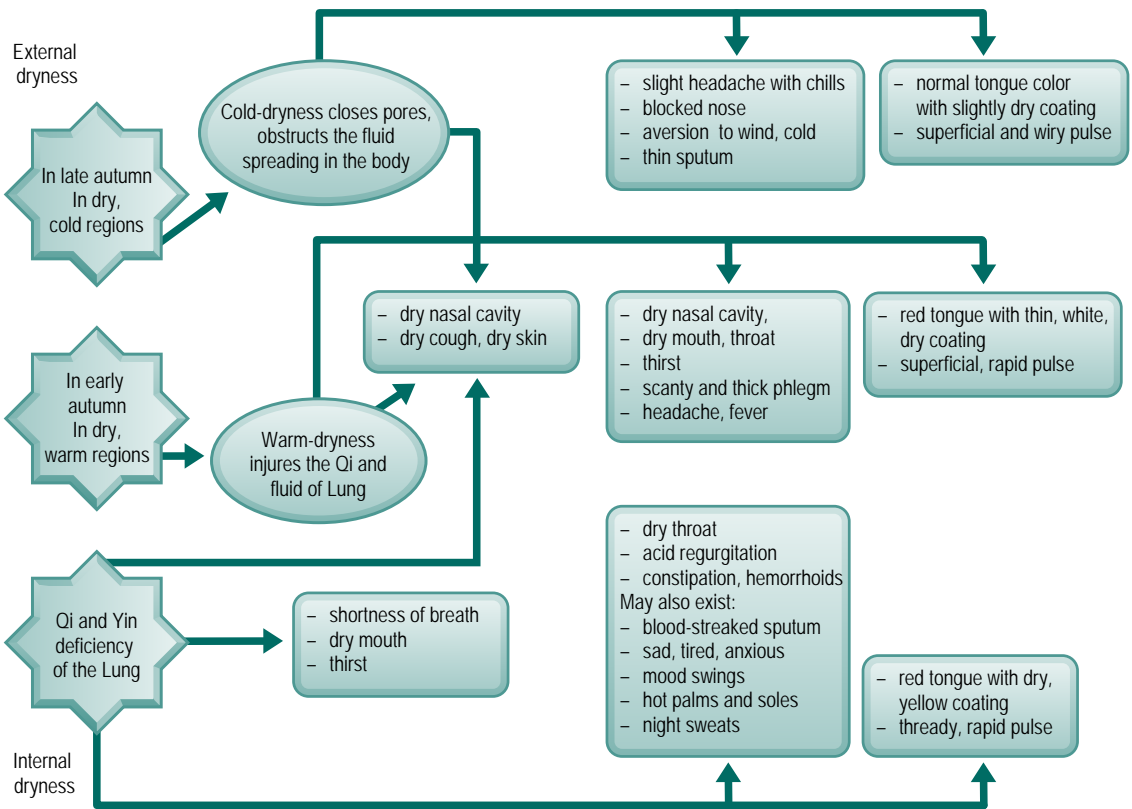 External
dryness
In late autumn
In dry,
cold regions
Cold-dryness closes pores,
obstructs the fluid
spreading in the body
– slight headache with chills
– blocked nose
– aversion to wind, cold
– thin sputum
– normal tongue color
with slightly dry coating
– superficial and wiry pulse
– dry nasal cavity
– dry cough, dry skin
In early
autumn
In dry,
warm regions
Warm-dryness
injures the Qi and
fluid of Lung
– dry nasal cavity,
– dry mouth, throat
– thirst
– scanty and thick phlegm
– headache, fever
– red tongue with thin, white,
dry coating
– superficial, rapid pulse
Qi and Yin
deficiency
of the Lung
– shortness of breath
– dry mouth
– thirst
– dry throat
– acid regurgitation
– constipation, hemorrhoids
May also exist:
– blood-streaked sputum
– sad, tired, anxious
– mood swings
– hot palms and soles
– night sweats
– red tongue with dry,
yellow coating
– thready, rapid pulse
Internal
dryness